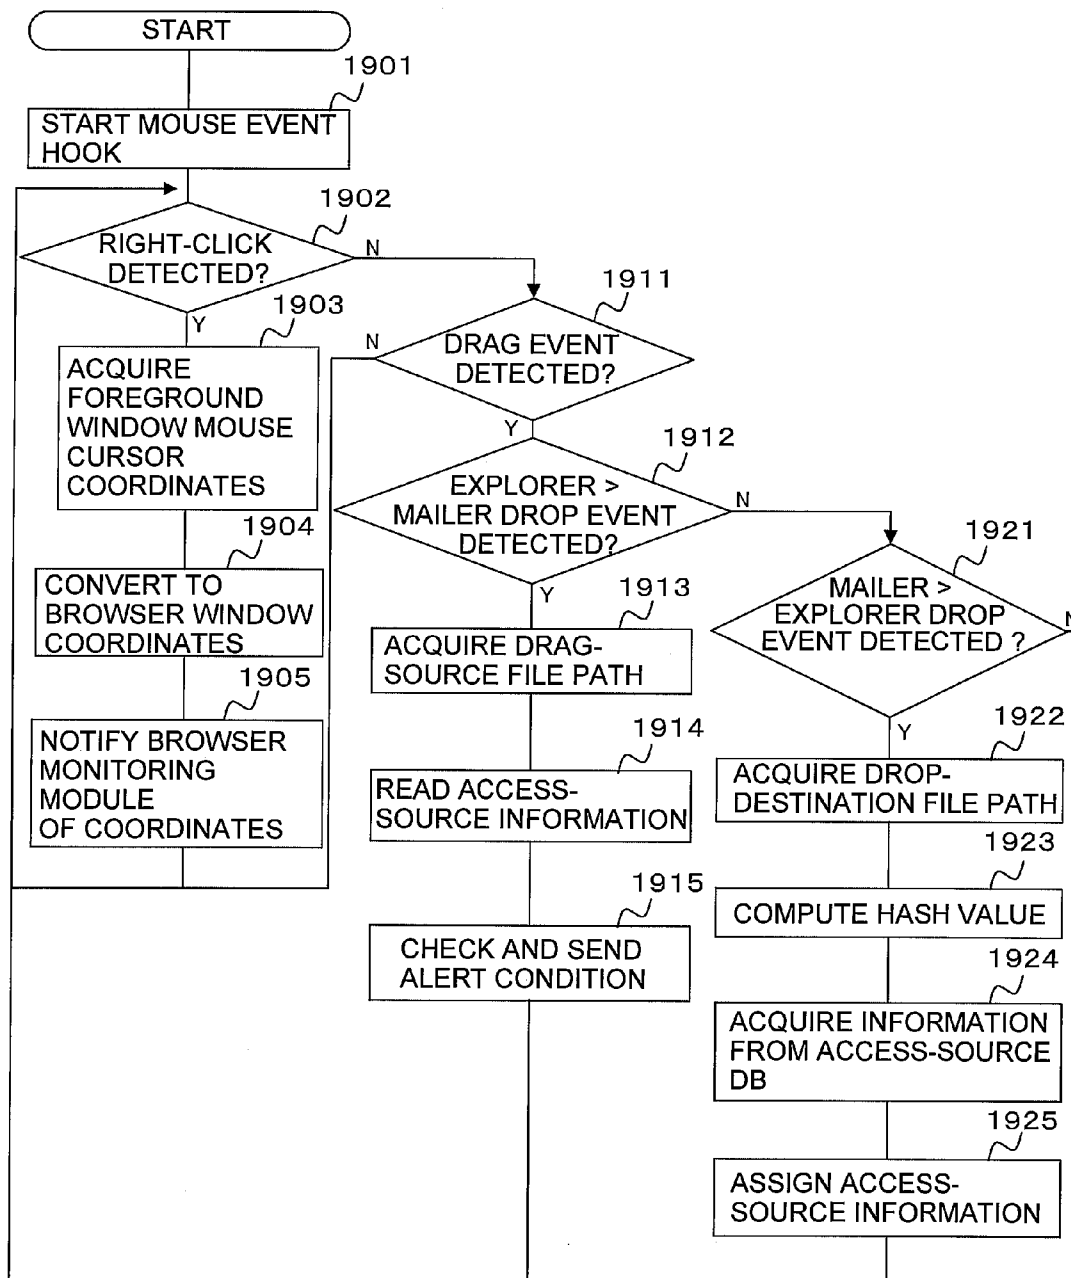 START
1901
START MOUSE EVENT
HOOK
1902
RIGHT-CLICK
DETECTED?
N
Y
1903
ACQUIRE
FOREGROUND
WINDOW MOUSE
CURSOR
COORDINATES
1904
CONVERT TO
BROWSER WINDOW
COORDINATES
1905
NOTIFY BROWSER
MONITORING
MODULE
OF COORDINATES
1911
N
DRAG EVENT
DETECTED?
Y
1912
EXPLORER >
MAILER DROP EVENT
DETECTED?
N
Y
1913
ACQUIRE DRAG-
SOURCE FILE PATH
1914
READ ACCESS-
SOURCE INFORMATION
1915
CHECK AND SEND
ALERT CONDITION
1921
MAILER >
EXPLORER DROP
EVENT DETECTED ?
N
Y
1922
ACQUIRE DROP-
DESTINATION FILE PATH
1923
COMPUTE HASH VALUE
1924
ACQUIRE INFORMATION
FROM ACCESS-SOURCE
DB
1925
ASSIGN ACCESS-
SOURCE INFORMATION